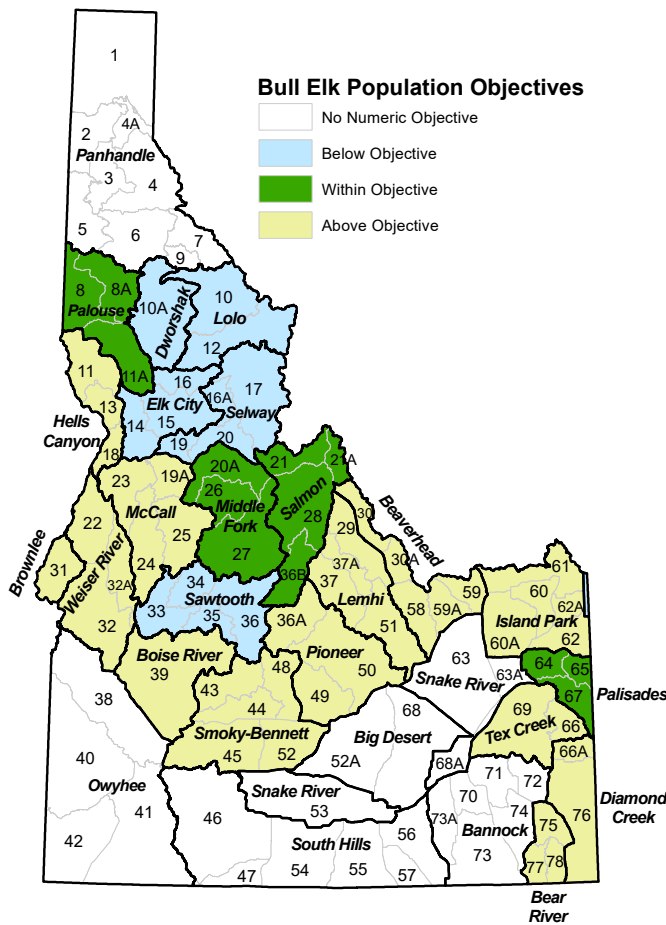 Bull Elk Population Objectives
No Numeric Objective
Below Objective
Within Objective
Above Objective
1
2
4A
Panhandle
3
4
5
6
7
9
8
8A
Palouse
10A
Dworshak
10
Lolo
12
11
11A
16
17
16A
Elk City
Selway
13
14
15
Hells
Canyon
18
19
20
20A
21
21A
23
19A
26
Middle
Fork
Salmon
28
22
McCall
25
27
29
30
Beaverhead
Brownlee
31
Weiser River
24
32A
32
34
33
Sawtooth
35
36
36B
37A
37
Lemhi
30A
58
59A
59
51
61
60
62A
Island Park
60A
62
36A
Pioneer
Boise River
39
48
50
49
43
44
Smoky-Bennett
45
52
63
Snake River
63A
64
65
67
Palisades
69
Tex Creek
66
66A
38
68
Big Desert
52A
68A
40
Owyhee
41
42
46
Snake River
53
South Hills
47
54
55
56
57
71
70
72
73A
74
Bannock
73
75
76
77
78
Diamond
Creek
Bear
River